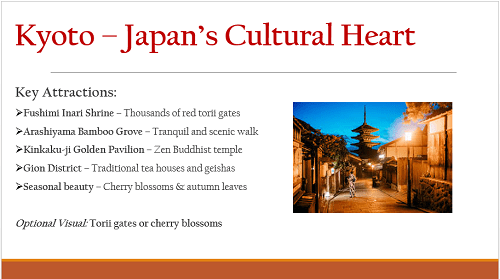 Kyoto – Japan's Cultural Heart
Key Attractions:
➢Fushimi Inari Shrine – Thousands of red torii gates
➢Arashiyama Bamboo Grove – Tranquil and scenic walk
➢Kinkaku-ji Golden Pavilion – Zen Buddhist temple
➢Gion District – Traditional tea houses and geishas
➢Seasonal beauty – Cherry blossoms & autumn leaves
Optional Visual: Torii gates or cherry blossoms